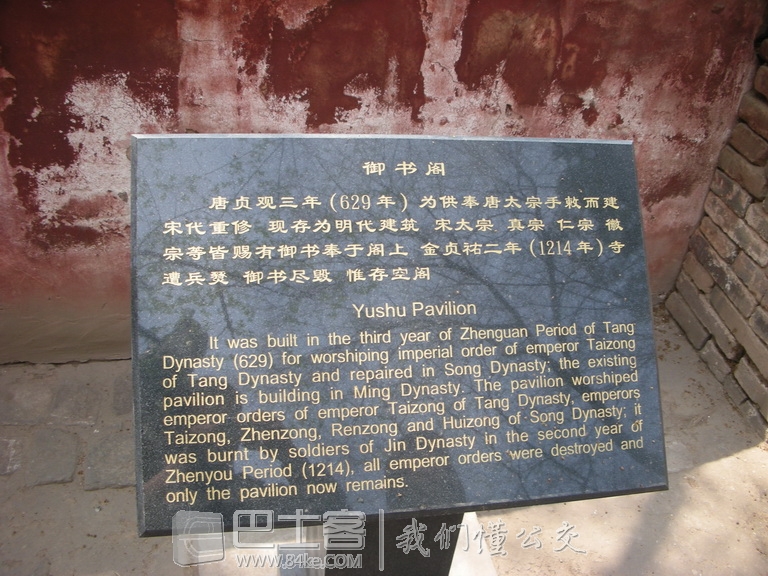 御书阁
唐贞观三年（629年）为供奉唐太宗手敕而建
宋代重修 现存为明代建筑 宋太宗 真宗 仁宗 徽
宗等皆赐有御书奉于阁上 金贞祐二年（1214年）寺
遭兵燹 御书尽毁 惟存空阁
Yushu Pavilion
It was built in the third year of Zhenguan Period of Tang
Dynasty (629) for worshiping imperial order of emperor Taizong
of Tang Dynasty and repaired in Song Dynasty; the existing
pavilion is building in Ming Dynasty. The pavilion worshiped
emperor orders of emperor Taizong of Tang Dynasty, emperors
Taizong, Zhenzong, Renzong and Huizong of Song Dynasty; it
was burnt by soldiers of Jin Dynasty in the second year of
Zhenyou Period (1214), all emperor orders were destroyed and
only the pavilion now remains.
巴士客 我们懂公交
www.84ke.com